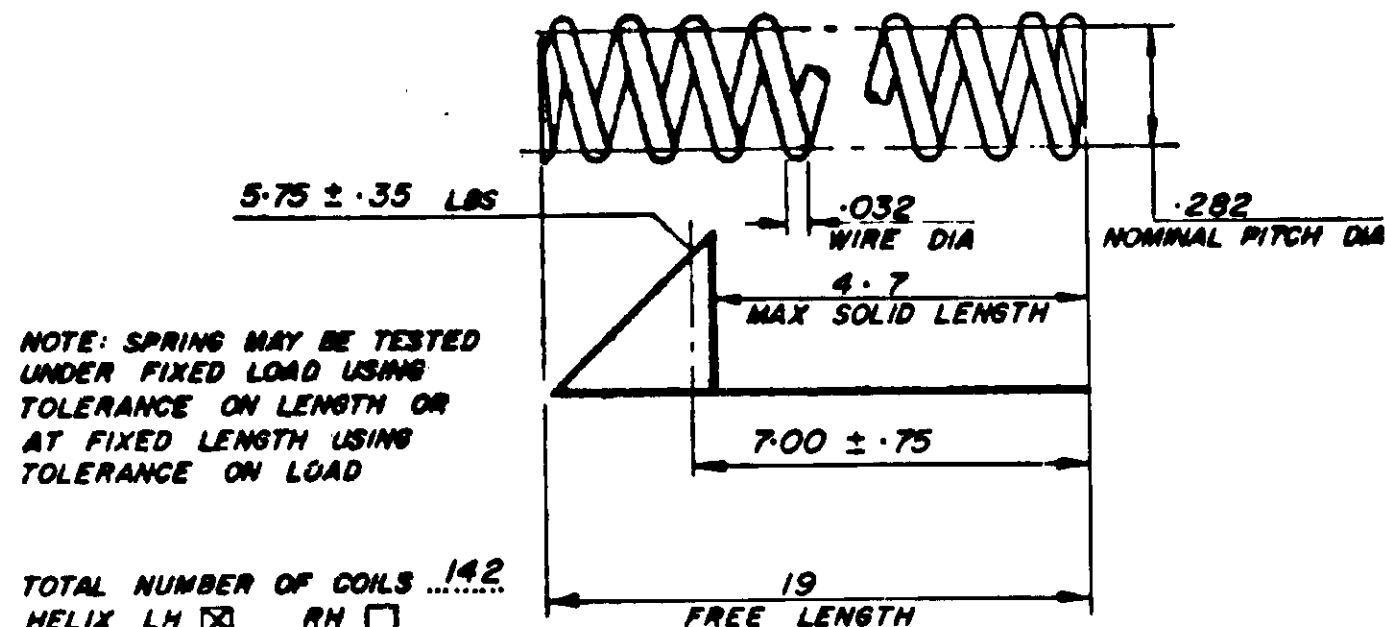 5.75 ± .35 LBS
.032
WIRE DIA
.282
NOMINAL PITCH DIA
4.7
MAX SOLID LENGTH
NOTE: SPRING MAY BE TESTED
UNDER FIXED LOAD USING
TOLERANCE ON LENGTH OR
AT FIXED LENGTH USING
TOLERANCE ON LOAD
7.00 ± .75
TOTAL NUMBER OF COILS ...142...
HELIX LH ☒ RH ☐
19
FREE LENGTH